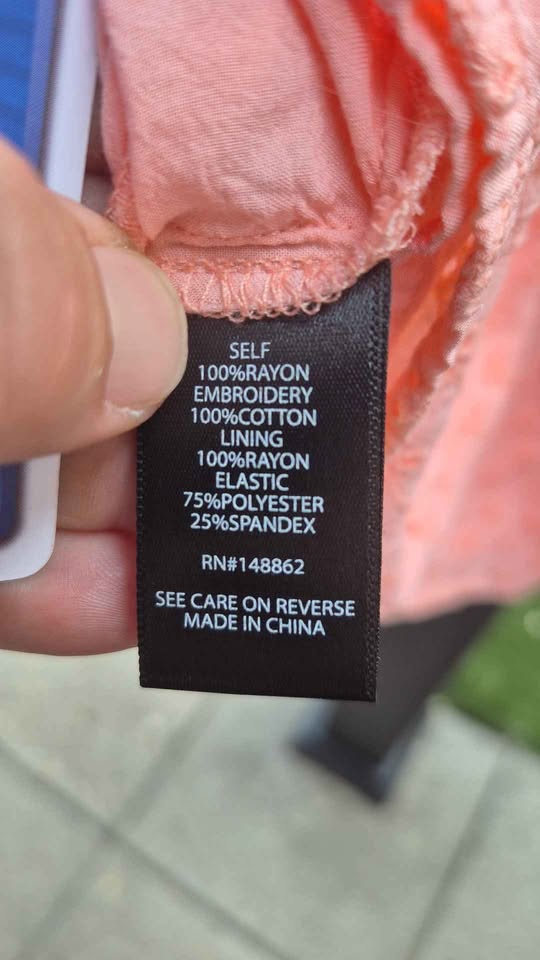 SELF
100%RAYON
EMBROiDERY
100%COTTON
LINING
100%RAYON
ELASTIC
75%POLYESTER
25%SPANDEX
RN#148862
SEE CARE ON REVERSE
MADE IN CHINA